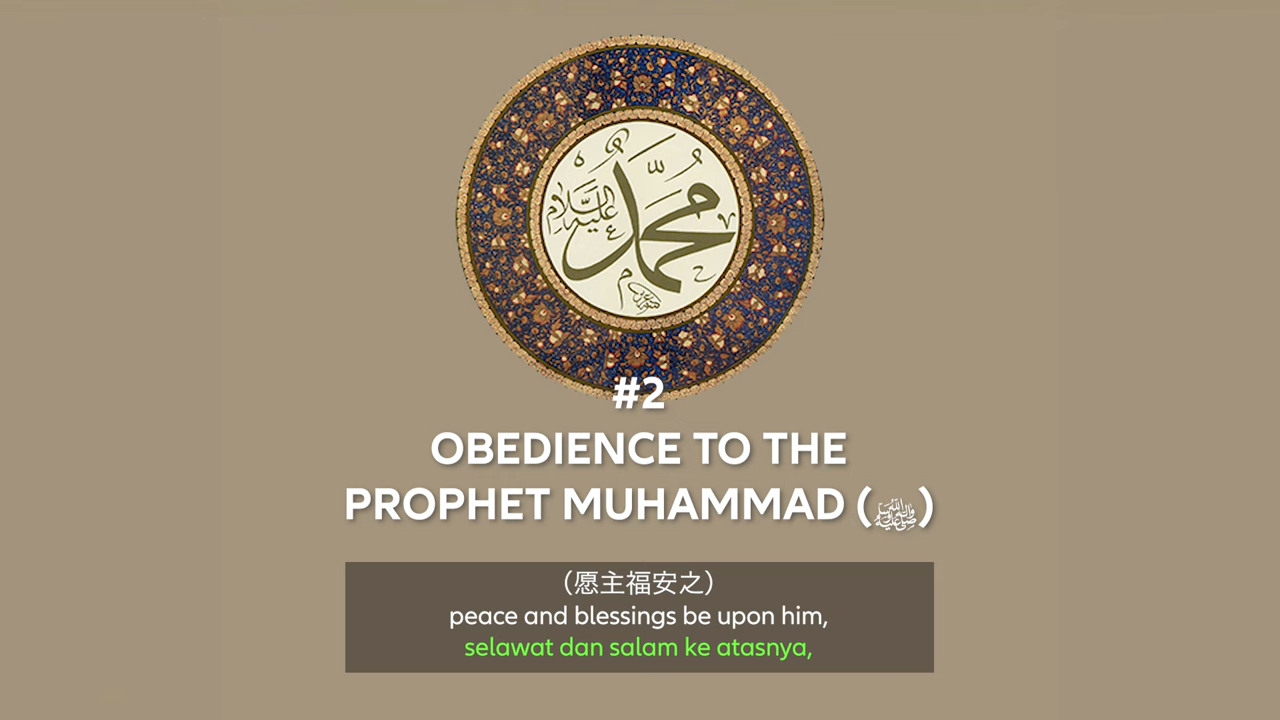 محمد
عليه السلام
#2
OBEDIENCE TO THE
PROPHET MUHAMMAD (ﷺ)
（愿主福安之）
peace and blessings be upon him,
selawat dan salam ke atasnya,